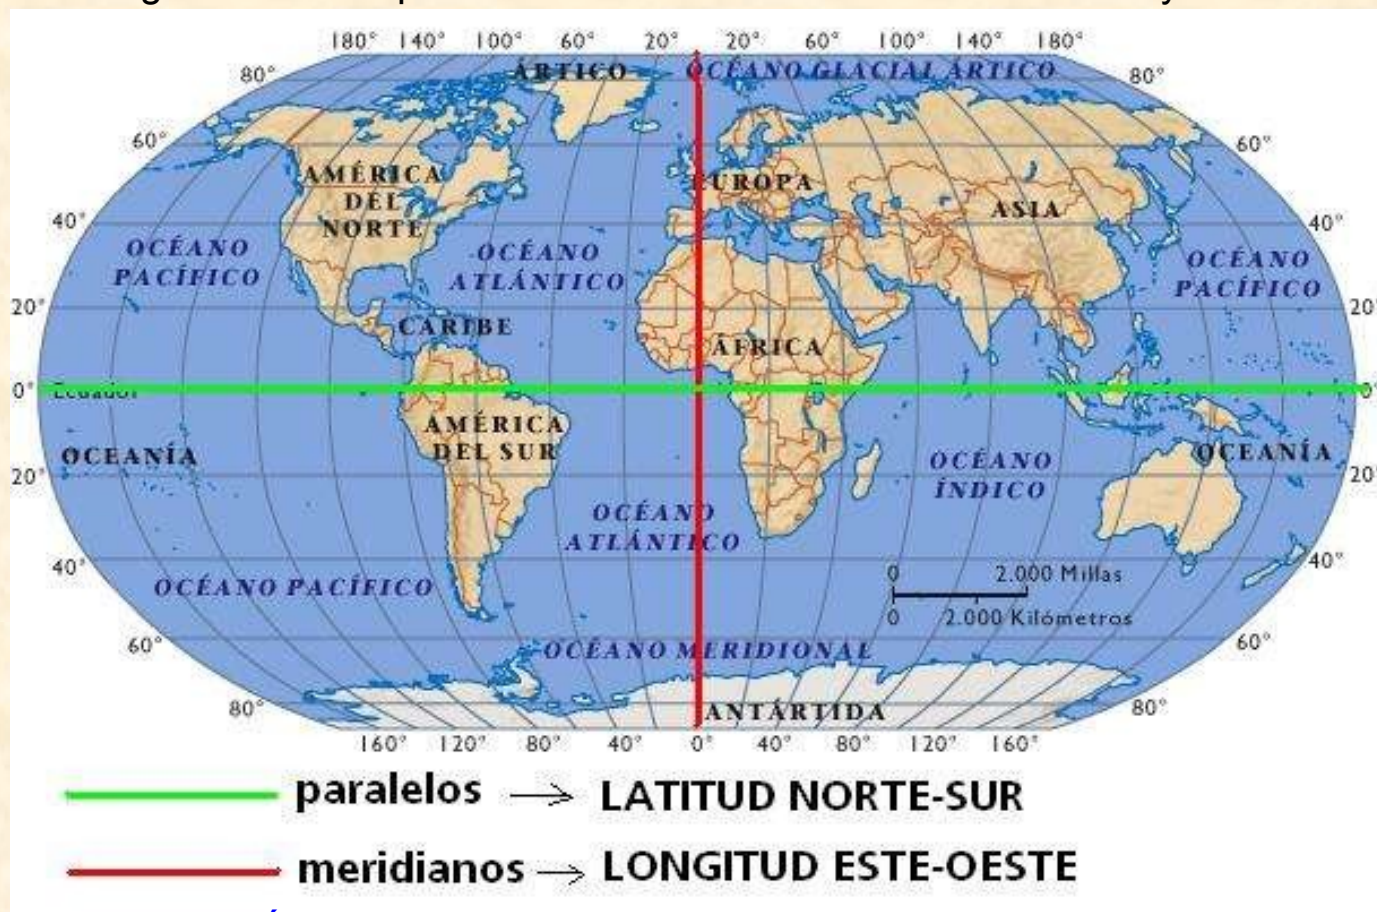 180° 140° 100° 60° 20° 20° 60° 100° 140° 180°
ÁRTICO OCÉANO GLACIAL ÁRTICO
80° 80°
60° 60°
AMÉRICA
DEL
NORTE
EUROPA
ASIA
40° 40°
OCÉANO
PACÍFICO
OCÉANO
ATLÁNTICO
OCÉANO
PACÍFICO
20° 20°
CARIBE
ÁFRICA
0° 0°
Ecuador
AMÉRICA
DEL SUR
OCEANÍA OCEANÍA
20° 20°
OCÉANO
ÍNDICO
OCÉANO
ATLÁNTICO
40° 40°
OCÉANO PACÍFICO
0 2.000 Millas
0 2.000 Kilómetros
60° 60°
OCÉANO MERIDIONAL
80° 80°
ANTÁRTIDA
160° 120° 80° 40° 0° 40° 80° 120° 160°
paralelos → LATITUD NORTE-SUR
meridianos → LONGITUD ESTE-OESTE